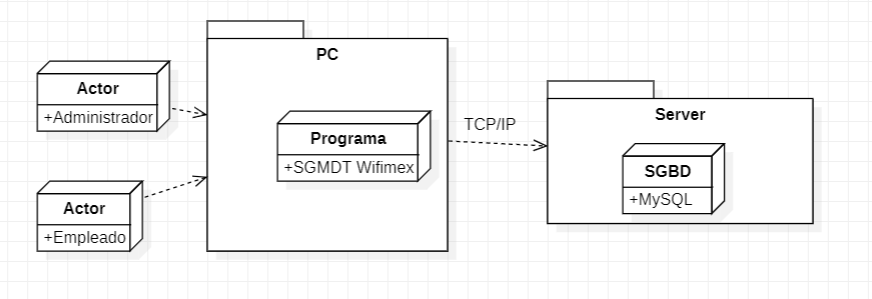 PC
Actor
+Administrador
Programa
+SGMDT Wifimex
Actor
+Empleado
TCP/IP
Server
SGBD
+MySQL